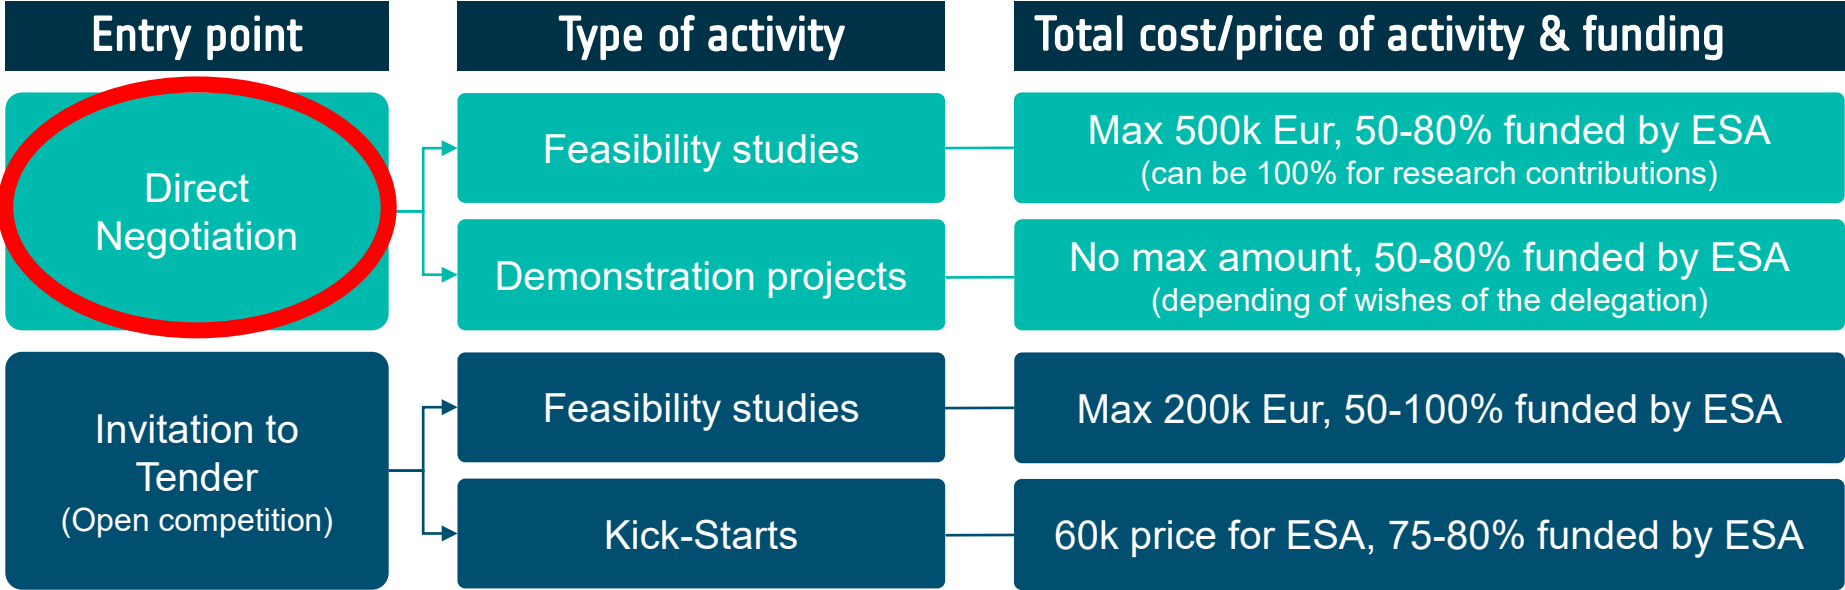 Entry point
Type of activity
Total cost/price of activity & funding
Direct
Negotiation
Feasibility studies
Max 500k Eur, 50-80% funded by ESA
(can be 100% for research contributions)
Demonstration projects
No max amount, 50-80% funded by ESA
(depending of wishes of the delegation)
Invitation to
Tender
(Open competition)
Feasibility studies
Max 200k Eur, 50-100% funded by ESA
Kick-Starts
60k price for ESA, 75-80% funded by ESA